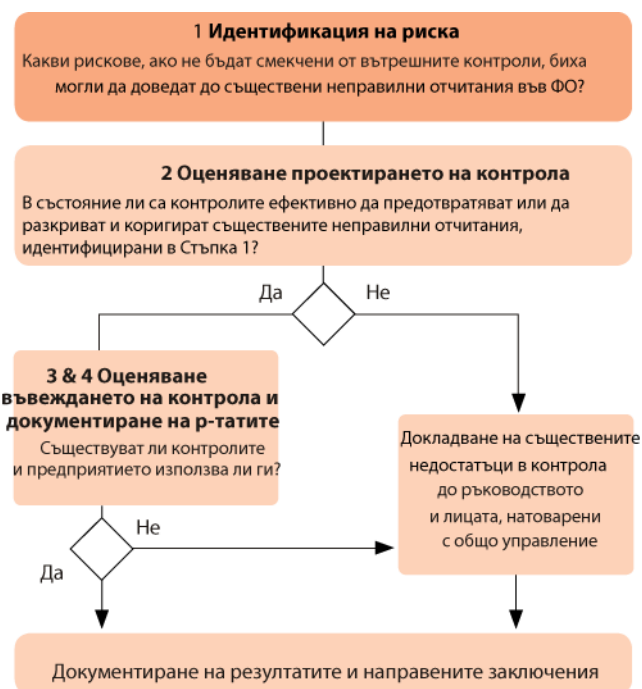 1 Идентификация на риска
Какви рискове, ако не бъдат смекчени от вътрешните контроли, биха
могли да доведат до съществени неправилни отчитания във ФО?
2 Оценяване проектирането на контрола
В състояние ли са контролите ефективно да предотвратяват или да
разкриват и коригират съществените неправилни отчитания,
идентифицирани в Стъпка 1?
Да
Не
3 & 4 Оценяване
въвеждането на контрола и
документиране на р-татите
Съществуват ли контролите
и предприятието използва ли ги?
Докладване на съществените
недостатъци в контрола
до ръководството
и лицата, натоварени
с общо управление
Не
Да
Документиране на резултатите и направените заключения